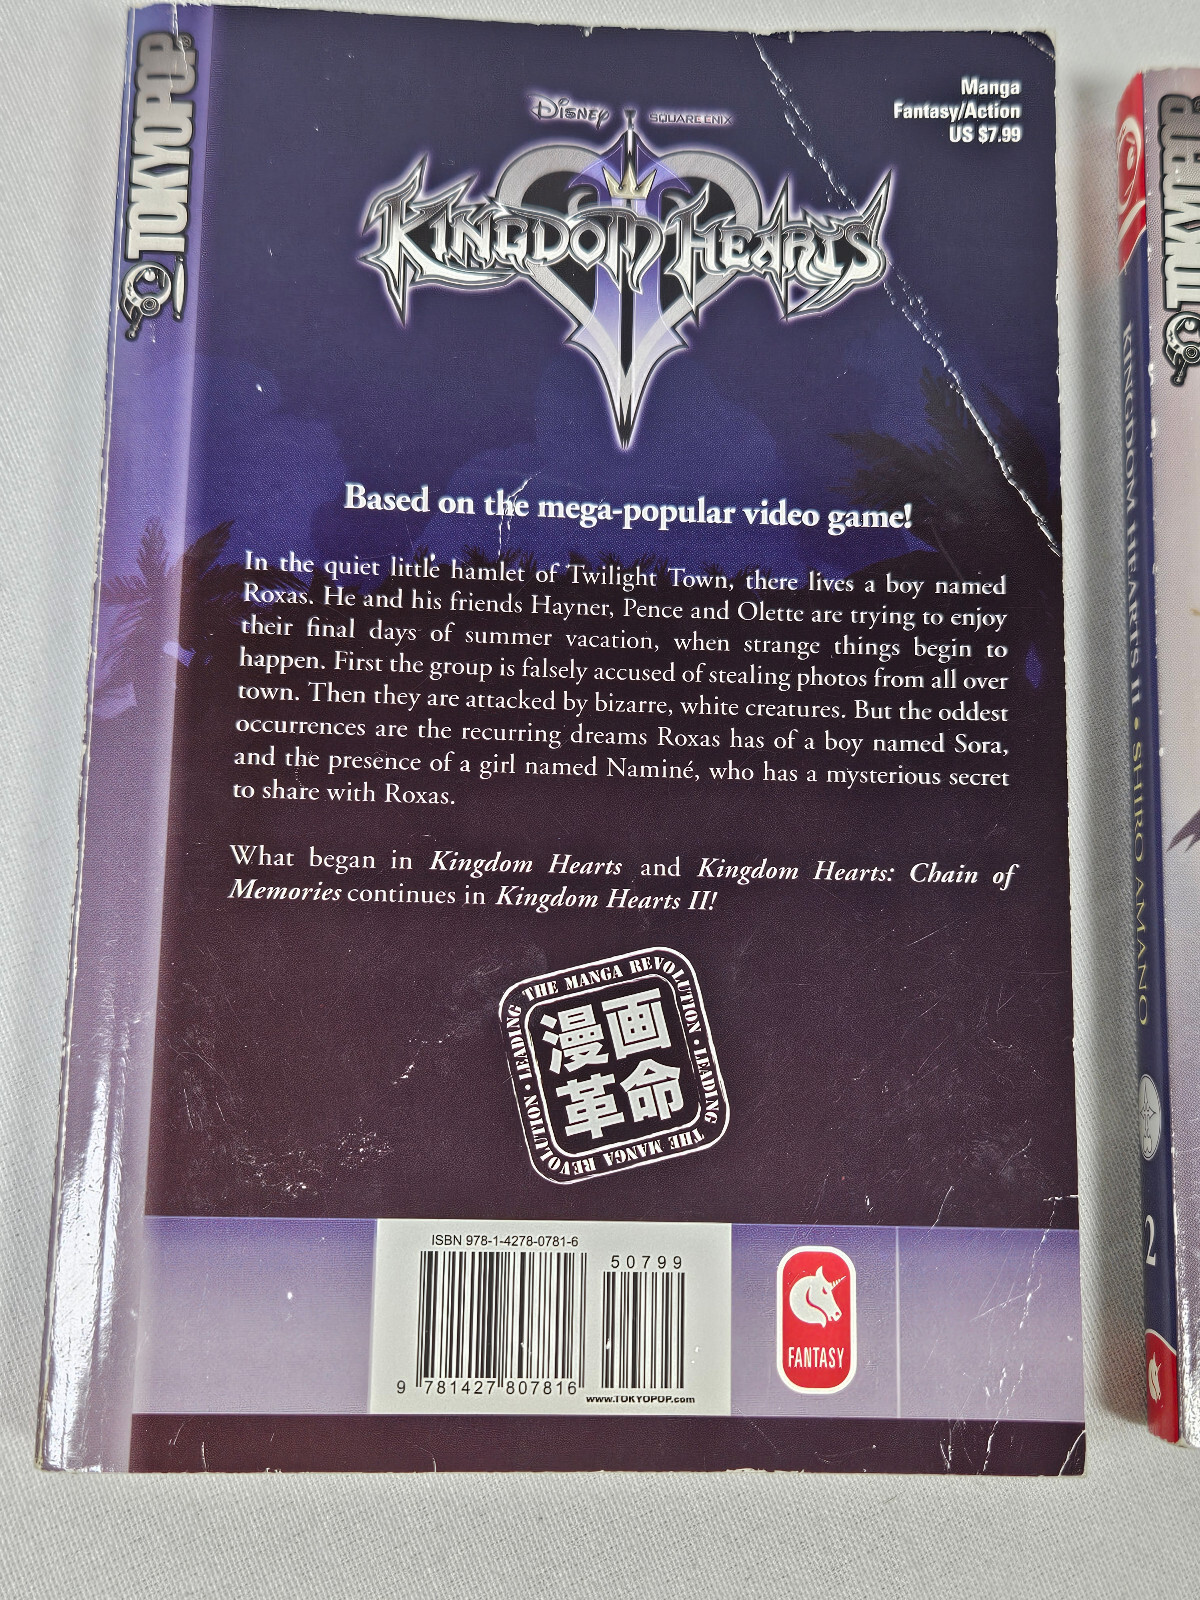 TOKYOPOP®
Manga
Fantasy/Action
US $7.99
Disney SQUARE ENIX
KINGDOM HEARTS
II
Based on the mega-popular video game!
In the quiet little hamlet of Twilight Town, there lives a boy named
Roxas. He and his friends Hayner, Pence and Olette are trying to enjoy
their final days of summer vacation, when strange things begin to
happen. First the group is falsely accused of stealing photos from all over
town. Then they are attacked by bizarre, white creatures. But the oddest
occurrences are the recurring dreams Roxas has of a boy named Sora,
and the presence of a girl named Naminé, who has a mysterious secret
to share with Roxas.
What began in Kingdom Hearts and Kingdom Hearts: Chain of
Memories continues in Kingdom Hearts II!
LEADING THE MANGA REVOLUTION • LEADING THE MANGA REVOLUTION •
漫画
革命
ISBN 978-1-4278-0781-6
50799
9 781427 807816
www.TOKYOPOP.com
FANTASY
KINGDOM HEARTS II • SHIRO AMANO
2
TOKYOPOP